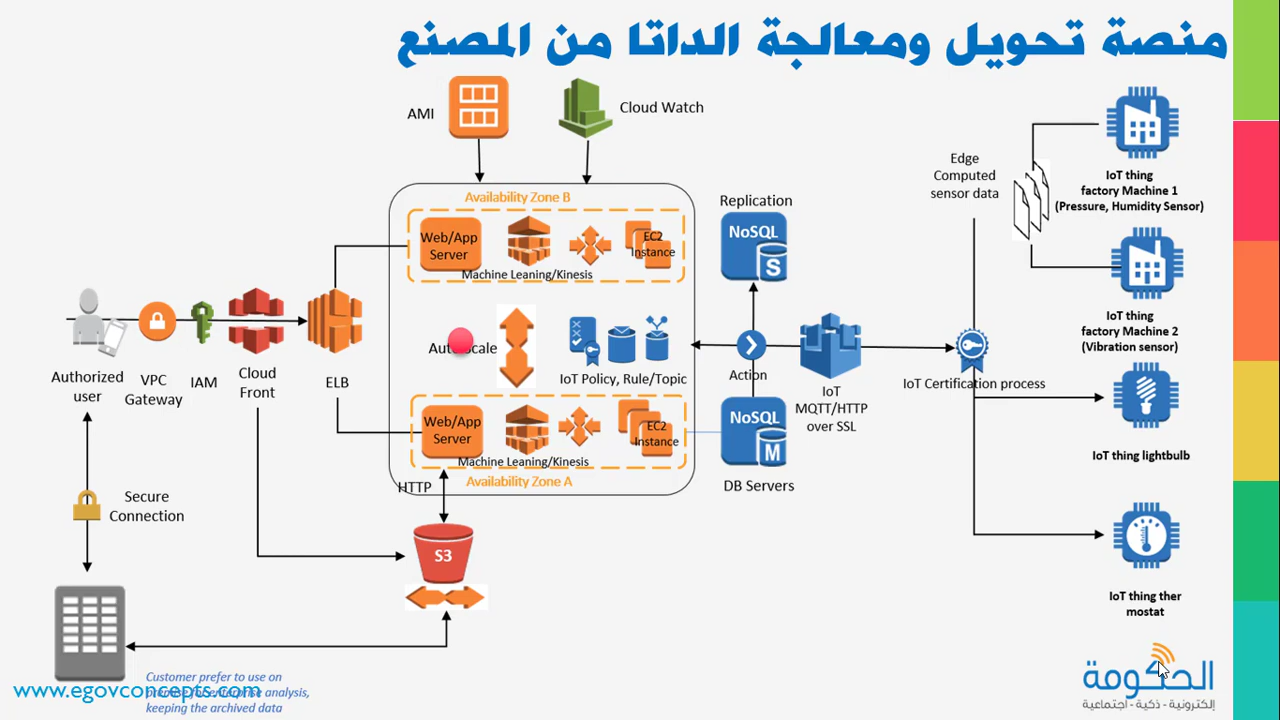 منصة تحويل ومعالجة الداتا من المصنع
AMI
Cloud Watch
Edge
Computed
sensor data
IoT thing
factory Machine 1
(Pressure, Humidity Sensor)
Availability Zone B
Web/App
Server
EC2
Instance
Machine Leaning/Kinesis
Replication
NoSQL
S
IoT thing
factory Machine 2
(Vibration sensor)
Authorized
user
VPC
Gateway
IAM
Cloud
Front
ELB
IoT Policy, Rule/Topic
Action
IoT
MQTT/HTTP
over SSL
IoT Certification process
Web/App
Server
EC2
Instance
Machine Leaning/Kinesis
Availability Zone A
NoSQL
M
DB Servers
IoT thing lightbulb
HTTP
Secure
Connection
S3
IoT thing ther
mostat
Customer prefer to use on
www.egovconcepts.com
enterprise analysis,
keeping the archived data
الحكومة
إلكترونية - ذكية - اجتماعية